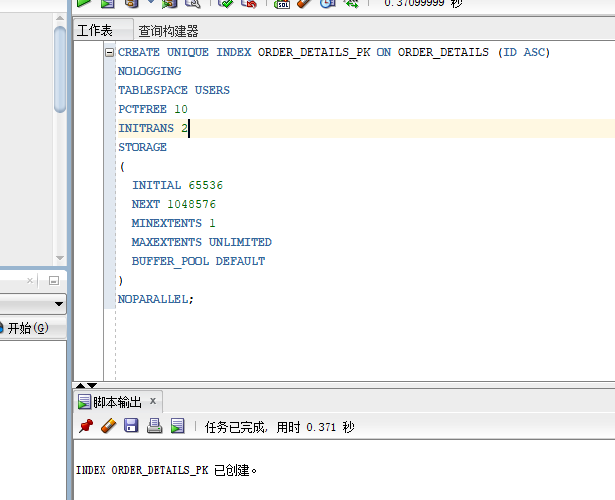 0.37099999 秒
工作表 查询构建器
CREATE UNIQUE INDEX ORDER_DETAILS_PK ON ORDER_DETAILS (ID ASC)
NOLOGGING
TABLESPACE USERS
PCTFREE 10
INITRANS 2
STORAGE
(
INITIAL 65536
NEXT 1048576
MINEXTENTS 1
MAXEXTENTS UNLIMITED
BUFFER_POOL DEFAULT
)
NOPARALLEL;
开始(G)
脚本输出 x
任务已完成, 用时 0.371 秒
INDEX ORDER_DETAILS_PK 已创建。